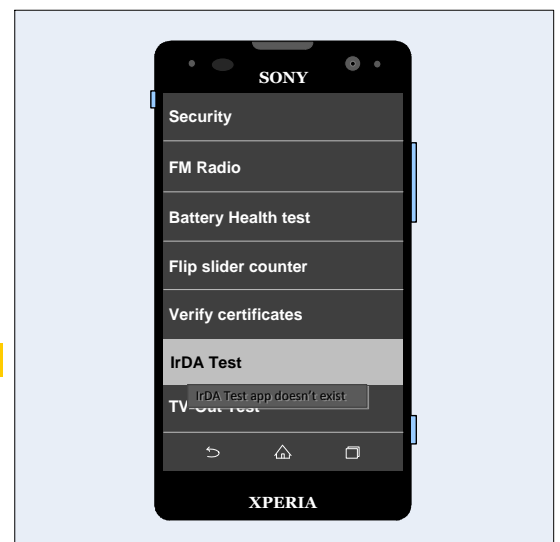 SONY
Security
FM Radio
Battery Health test
Flip slider counter
Verify certificates
IrDA Test
IrDA Test app doesn’t exist
TV Out Test
XPERIA